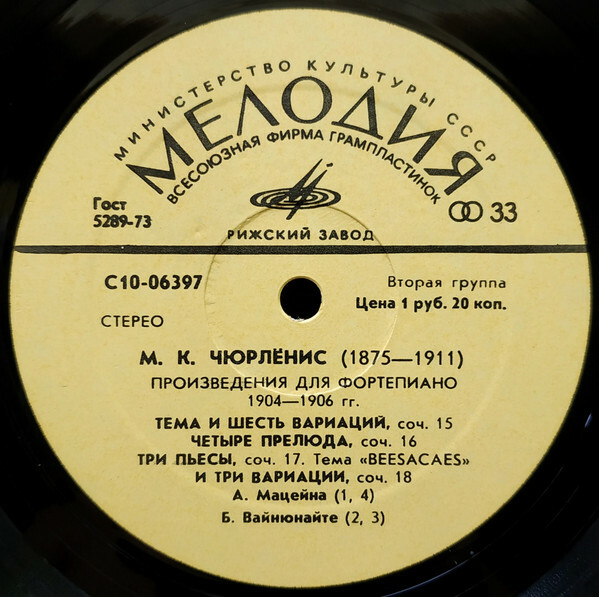 МИНИСТЕРСТВО КУЛЬТУРЫ СССР
МЕЛОДИЯ
ВСЕСОЮЗНАЯ ФИРМА ГРАМПЛАСТИНОК
Гост
5289-73
33
РИЖСКИЙ ЗАВОД
С10-06397
Вторая группа
Цена 1 руб. 20 коп.
СТЕРЕО
М. К. ЧЮРЛЁНИС (1875—1911)
ПРОИЗВЕДЕНИЯ ДЛЯ ФОРТЕПИАНО
1904—1906 гг.
ТЕМА И ШЕСТЬ ВАРИАЦИЙ, соч. 15
ЧЕТЫРЕ ПРЕЛЮДА, соч. 16
ТРИ ПЬЕСЫ, соч. 17. Тема «BEESACAES»
И ТРИ ВАРИАЦИИ, соч. 18
А. Мацейна (1, 4)
Б. Вайнюнайте (2, 3)